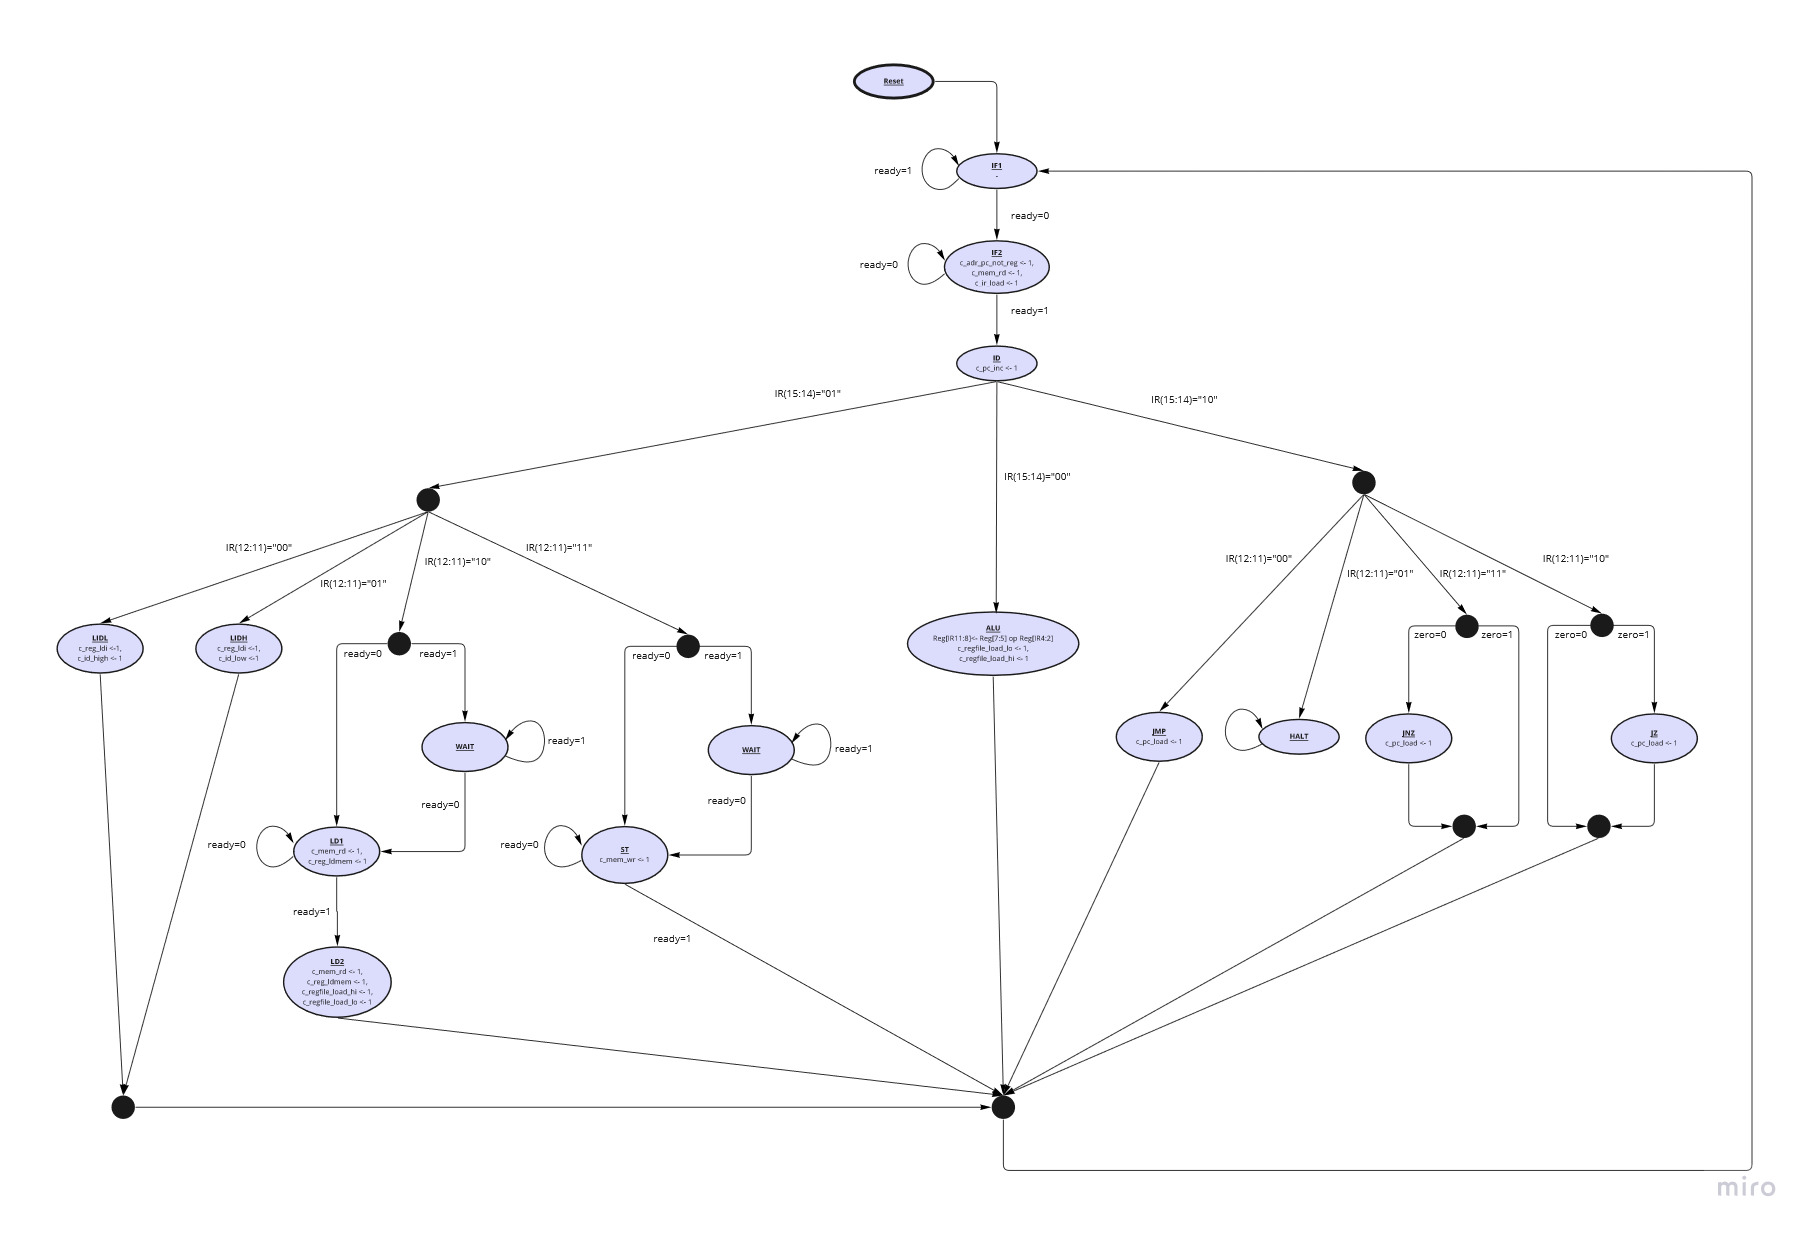 Reset
IF1
-
ready=1
ready=0
IF2
c_adr_pc_not_reg <- 1,
c_mem_rd <- 1,
c_ir_load <- 1
ready=0
ready=1
ID
c_pc_inc <- 1
IR(15:14)="01"
IR(15:14)="10"
IR(15:14)="00"
IR(12:11)="00"
IR(12:11)="01"
IR(12:11)="10"
IR(12:11)="11"
IR(12:11)="00"
IR(12:11)="01"
IR(12:11)="11"
IR(12:11)="10"
LIDL
c_reg_ldi <-1,
c_id_high <- 1
LIDH
c_reg_ldi <-1,
c_id_low <-1
ready=0
ready=1
ready=0
ready=1
ALU
Reg[IR11:8]<- Reg[7:5] op Reg[IR4:2]
c_regfile_load_lo <- 1,
c_regfile_load_hi <- 1
zero=0
zero=1
zero=0
zero=1
WAIT
ready=1
WAIT
ready=1
JMP
c_pc_load <- 1
HALT
JNZ
c_pc_load <- 1
JZ
c_pc_load <- 1
ready=0
ready=0
ready=0
LD1
c_mem_rd <- 1,
c_reg_ldmem <- 1
ready=0
ST
c_mem_wr <- 1
ready=1
ready=1
LD2
c_mem_rd <- 1,
c_reg_ldmem <- 1,
c_regfile_load_hi <- 1,
c_regfile_load_lo <- 1
miro